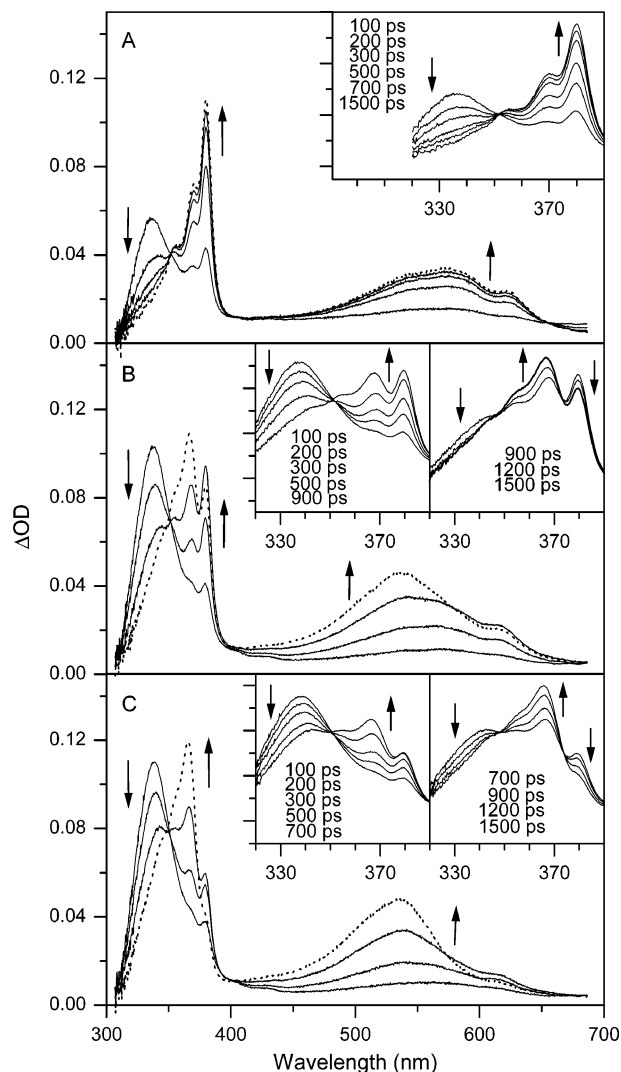 A
100 ps
200 ps
300 ps
500 ps
700 ps
1500 ps
330
370
0.12
0.08
0.04
0.00
B
100 ps
200 ps
300 ps
500 ps
900 ps
330
370
900 ps
1200 ps
1500 ps
330
370
0.12
0.08
0.04
0.00
ΔOD
C
100 ps
200 ps
300 ps
500 ps
700 ps
330
370
700 ps
900 ps
1200 ps
1500 ps
330
370
0.12
0.08
0.04
0.00
300
400
500
600
700
Wavelength (nm)